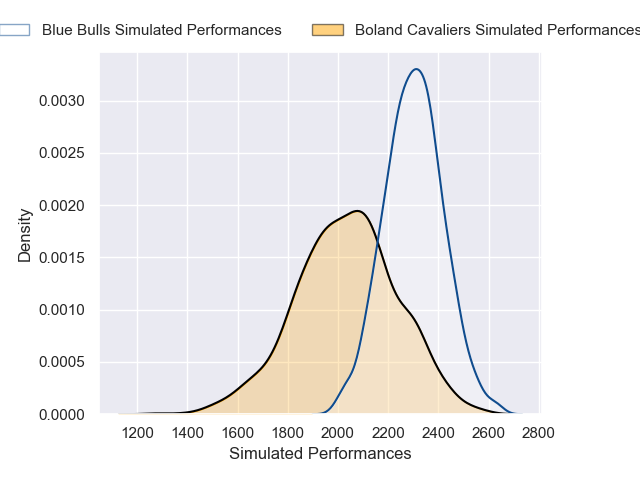 Blue Bulls Simulated Performances Boland Cavaliers Simulated Performances
0.0030
0.0025
0.0020
0.0015
0.0010
0.0005
0.0000
Density
1200 1400 1600 1800 2000 2200 2400 2600 2800
Simulated Performances